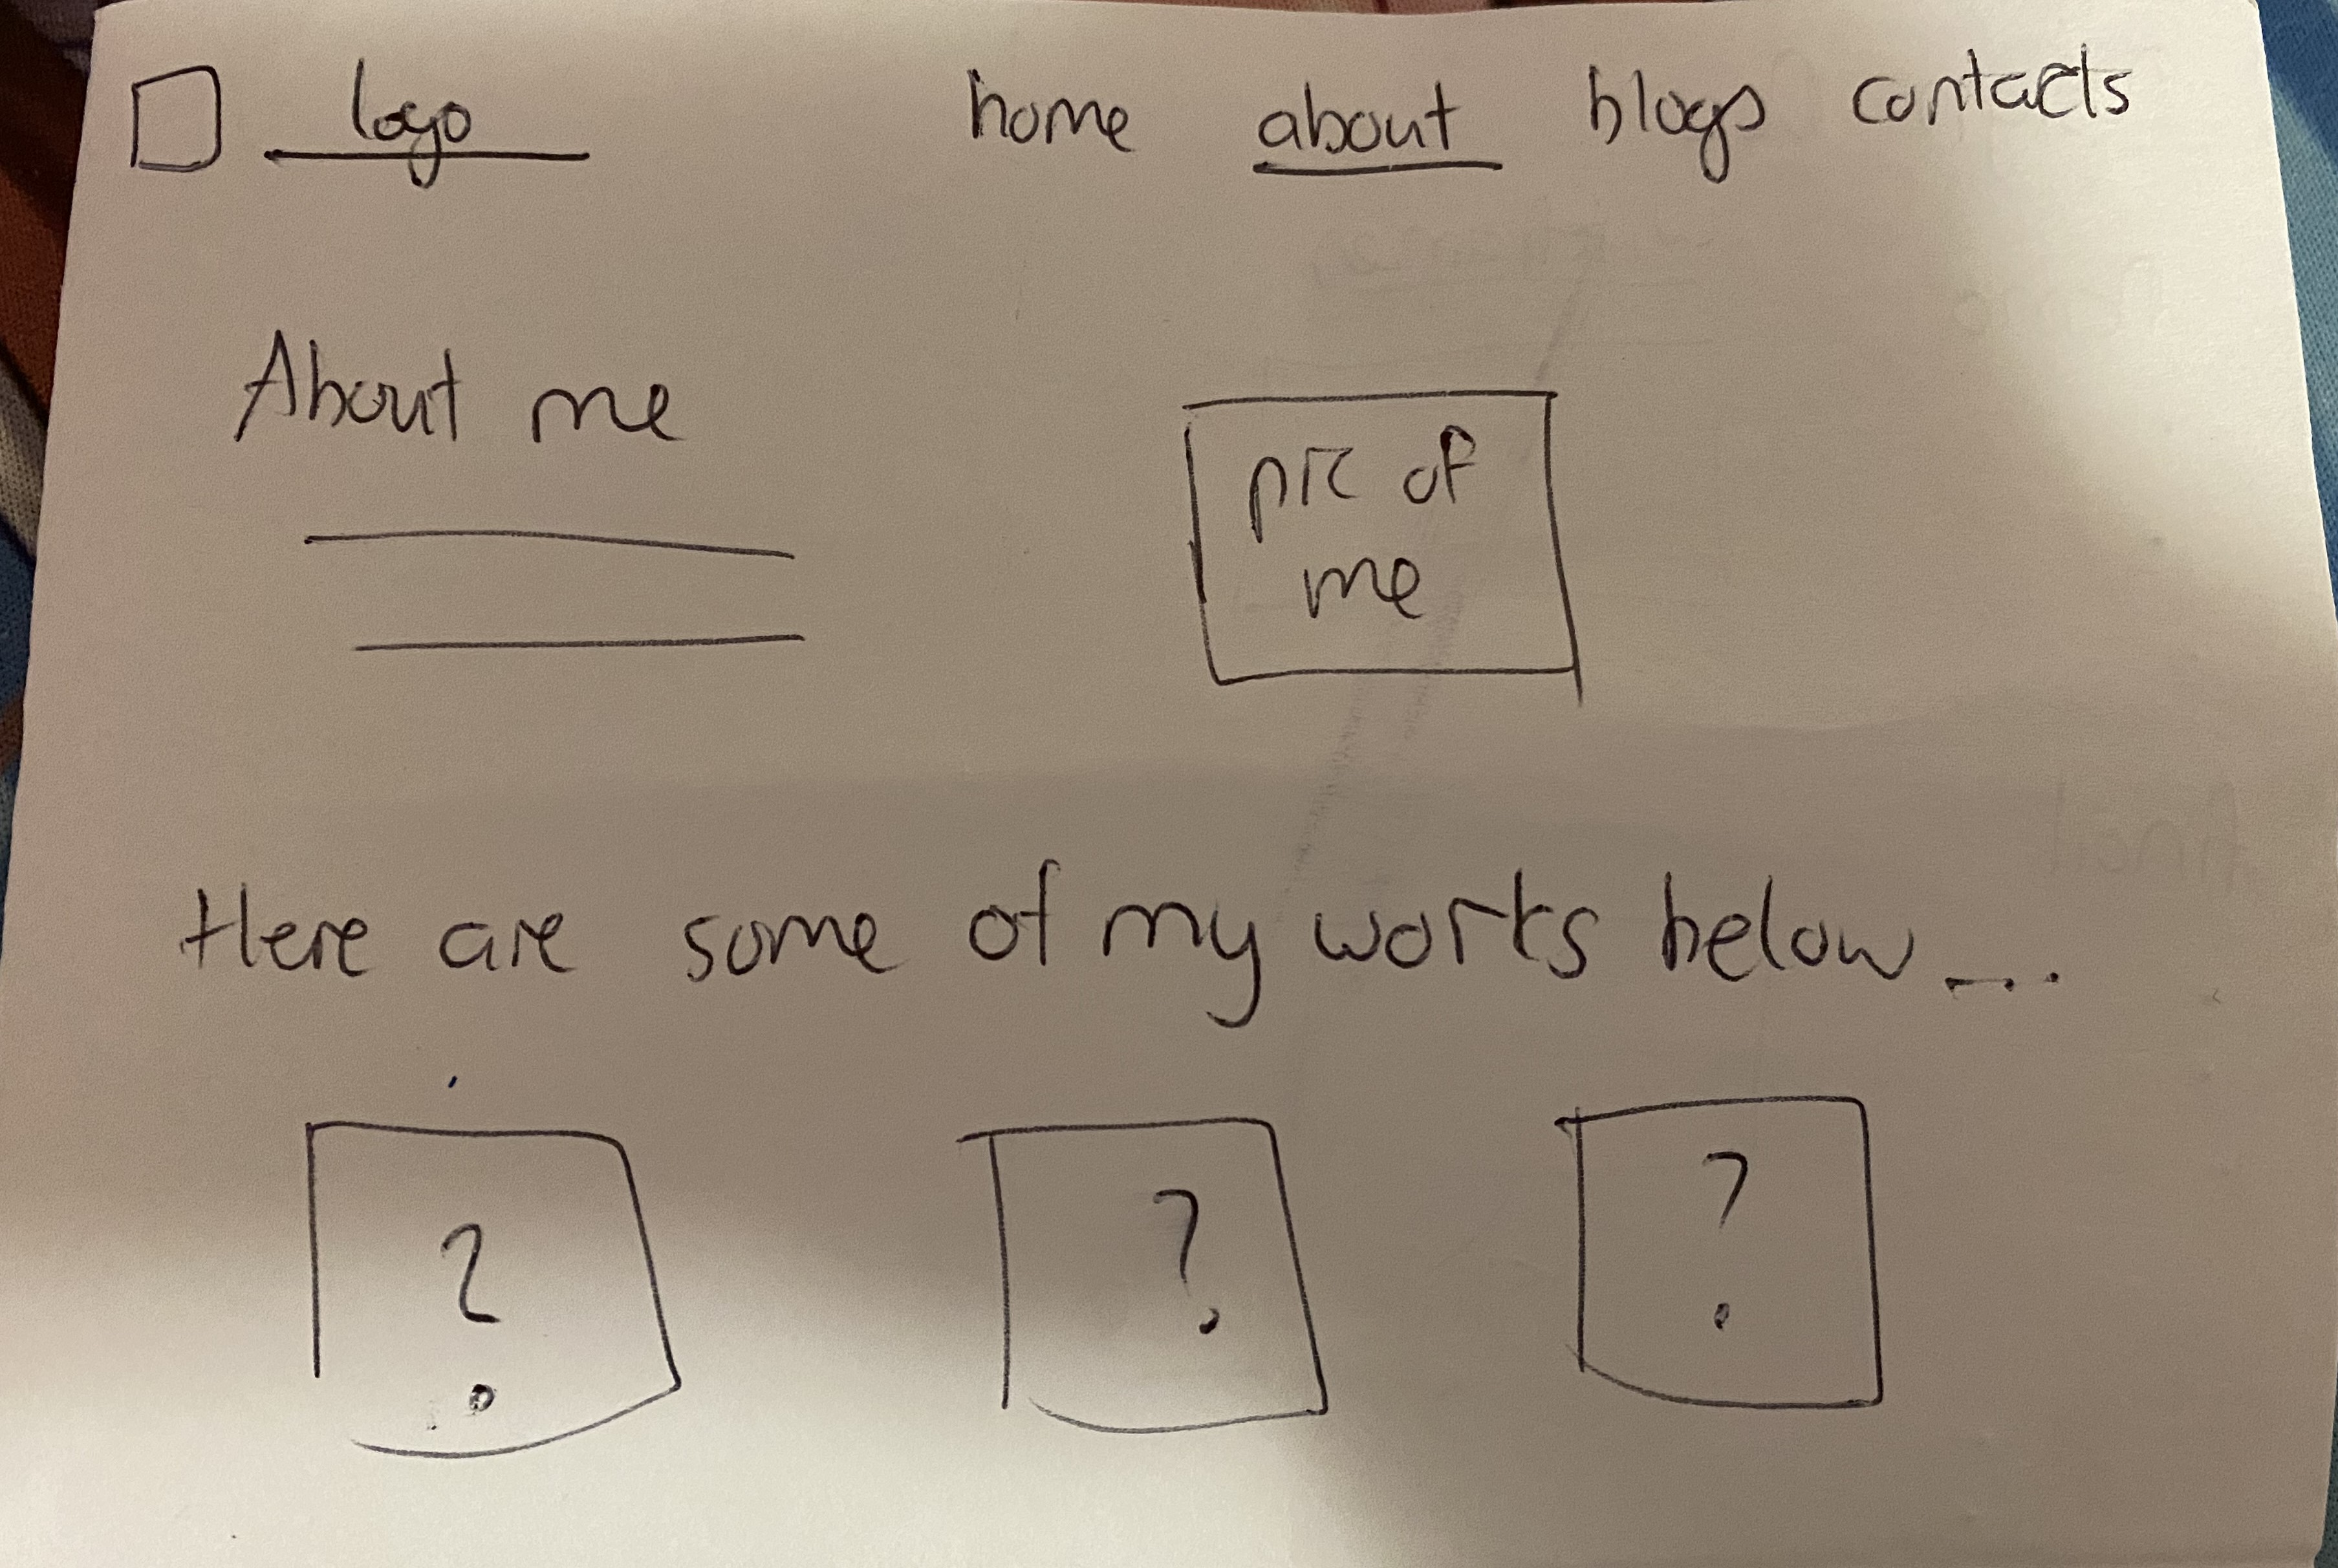 logo home about blogs contacts
About me
pic of
me
Here are some of my works below...
? ? ?